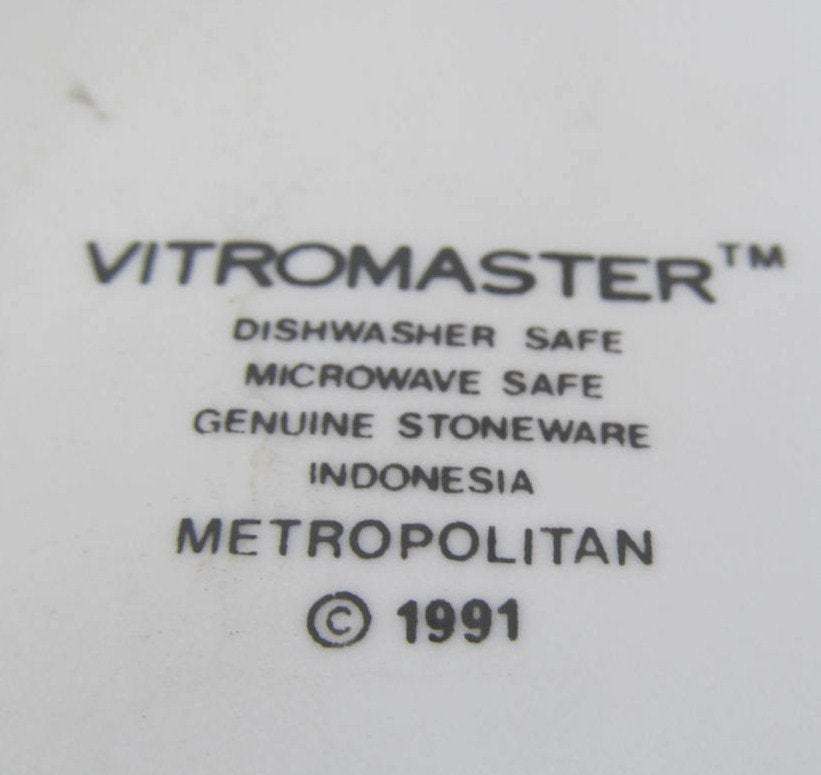 VITROMASTER™
DISHWASHER SAFE
MICROWAVE SAFE
GENUINE STONEWARE
INDONESIA
METROPOLITAN
© 1991